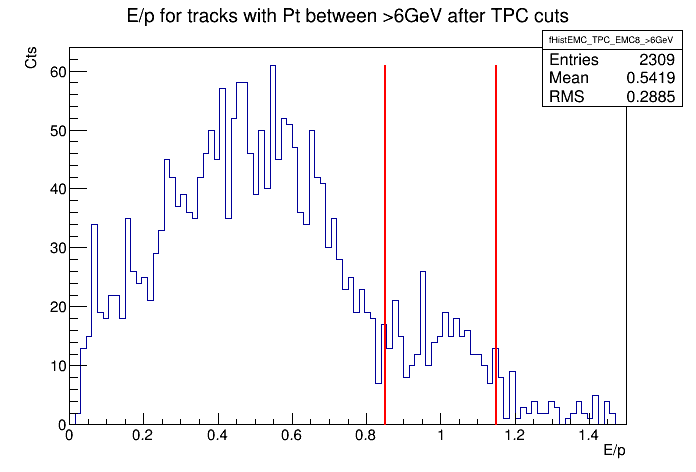 E/p for tracks with Pt between >6GeV after TPC cuts
fHistEMC_TPC_EMC8_>6GeV
Entries 2309
Mean 0.5419
RMS 0.2885
Cts
60
50
40
30
20
10
0
0 0.2 0.4 0.6 0.8 1 1.2 1.4
E/p